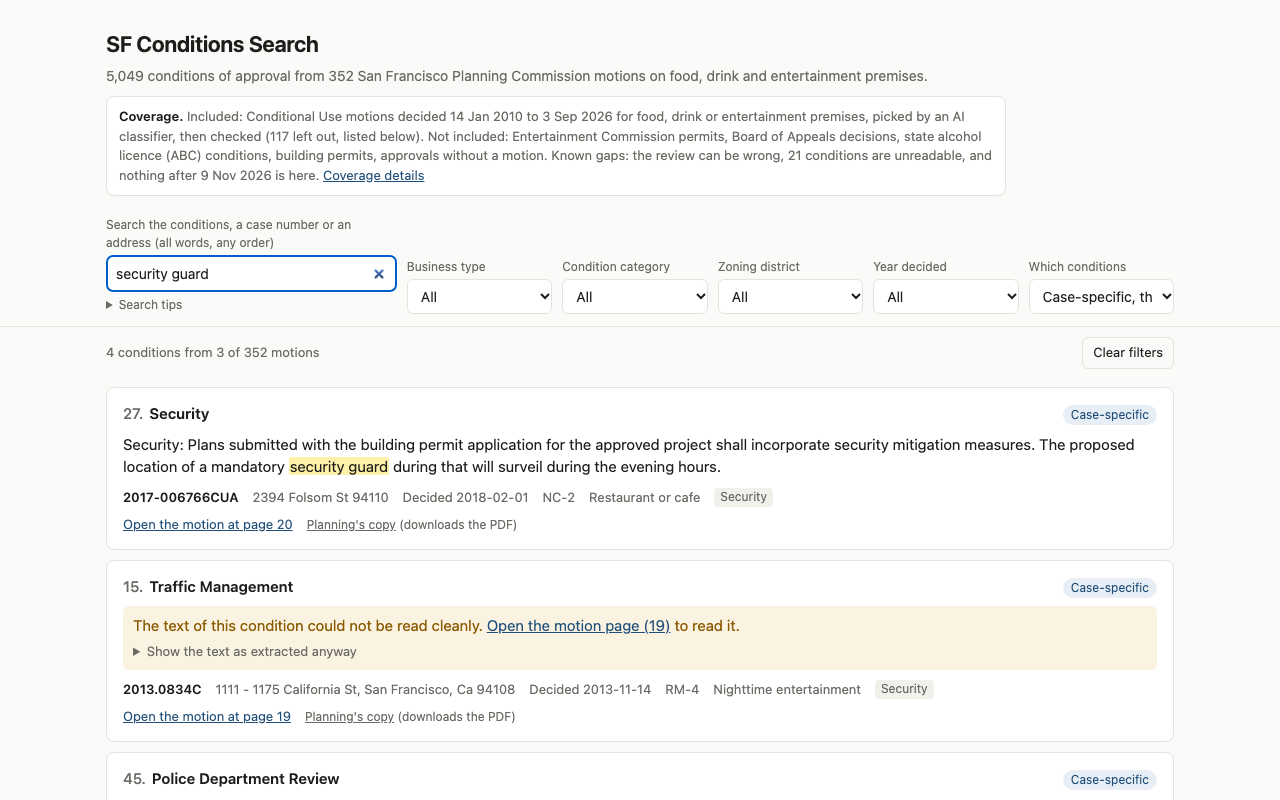 SF Conditions Search
5,049 conditions of approval from 352 San Francisco Planning Commission motions on food, drink and entertainment premises.
Coverage. Included: Conditional Use motions decided 14 Jan 2010 to 3 Sep 2026 for food, drink or entertainment premises, picked by an AI
classifier, then checked (117 left out, listed below). Not included: Entertainment Commission permits, Board of Appeals decisions, state alcohol
licence (ABC) conditions, building permits, approvals without a motion. Known gaps: the review can be wrong, 21 conditions are unreadable, and
nothing after 9 Nov 2026 is here. Coverage details
Search the conditions, a case number or an
address (all words, any order)
security guard
Search tips
Business type
All
Condition category
All
Zoning district
All
Year decided
All
Which conditions
Case-specific, th
4 conditions from 3 of 352 motions
Clear filters
27. Security
Case-specific
Security: Plans submitted with the building permit application for the approved project shall incorporate security mitigation measures. The proposed
location of a mandatory security guard during that will surveil during the evening hours.
2017-006766CUA 2394 Folsom St 94110 Decided 2018-02-01 NC-2 Restaurant or cafe Security
Open the motion at page 20 Planning's copy (downloads the PDF)
15. Traffic Management
Case-specific
The text of this condition could not be read cleanly. Open the motion page (19) to read it.
Show the text as extracted anyway
2013.0834C 1111 - 1175 California St, San Francisco, Ca 94108 Decided 2013-11-14 RM-4 Nighttime entertainment Security
Open the motion at page 19 Planning's copy (downloads the PDF)
45. Police Department Review
Case-specific